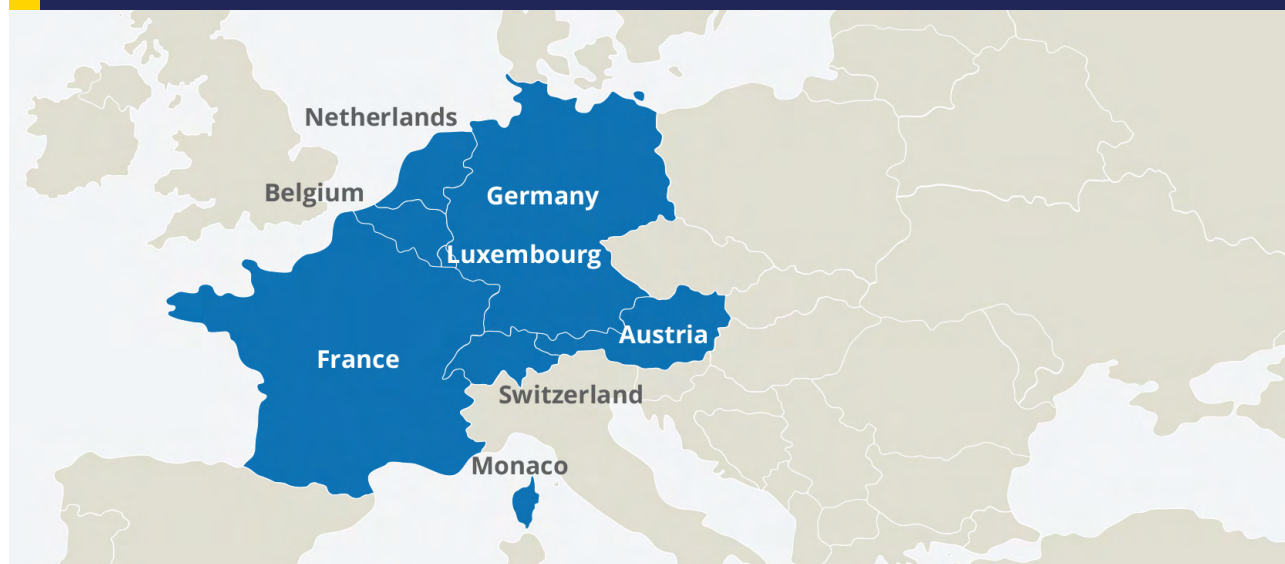 Netherlands
Belgium
Germany
Luxembourg
Austria
France
Switzerland
Monaco